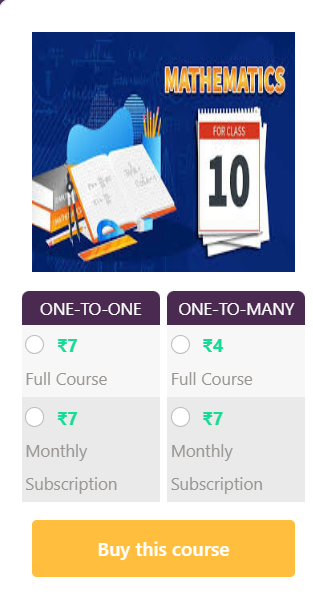 MATHEMATICS
FOR CLASS
10
ONE-TO-ONE
₹7
Full Course
₹7
Monthly
Subscription
ONE-TO-MANY
₹4
Full Course
₹7
Monthly
Subscription
Buy this course